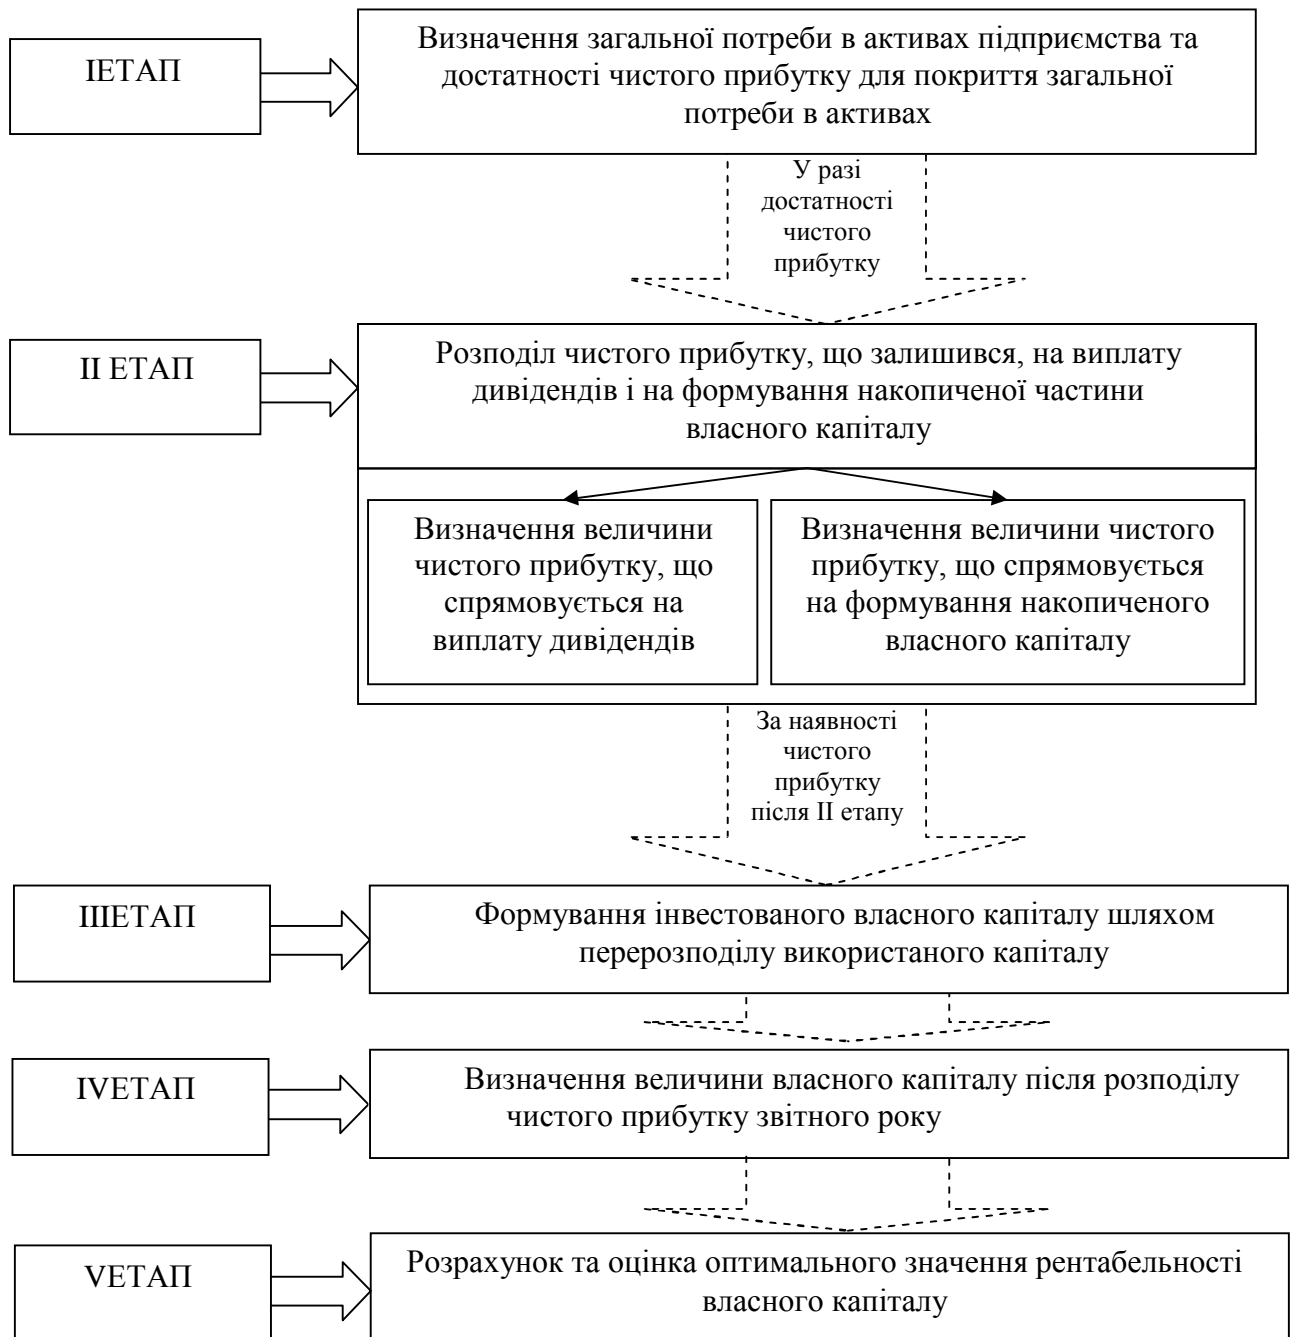 IЕТАП
Визначення загальної потреби в активах підприємства та
достатності чистого прибутку для покриття загальної
потреби в активах
У разі
достатності
чистого
прибутку
II ЕТАП
Розподіл чистого прибутку, що залишився, на виплату
дивідендів і на формування накопиченої частини
власного капіталу
Визначення величини
чистого прибутку, що
спрямовується на
виплату дивідендів
Визначення величини чистого
прибутку, що спрямовується
на формування накопиченого
власного капіталу
За наявності
чистого
прибутку
після II етапу
IIIЕТАП
Формування інвестованого власного капіталу шляхом
перерозподілу використаного капіталу
IVЕТАП
Визначення величини власного капіталу після розподілу
чистого прибутку звітного року
VЕТАП
Розрахунок та оцінка оптимального значення рентабельності
власного капіталу